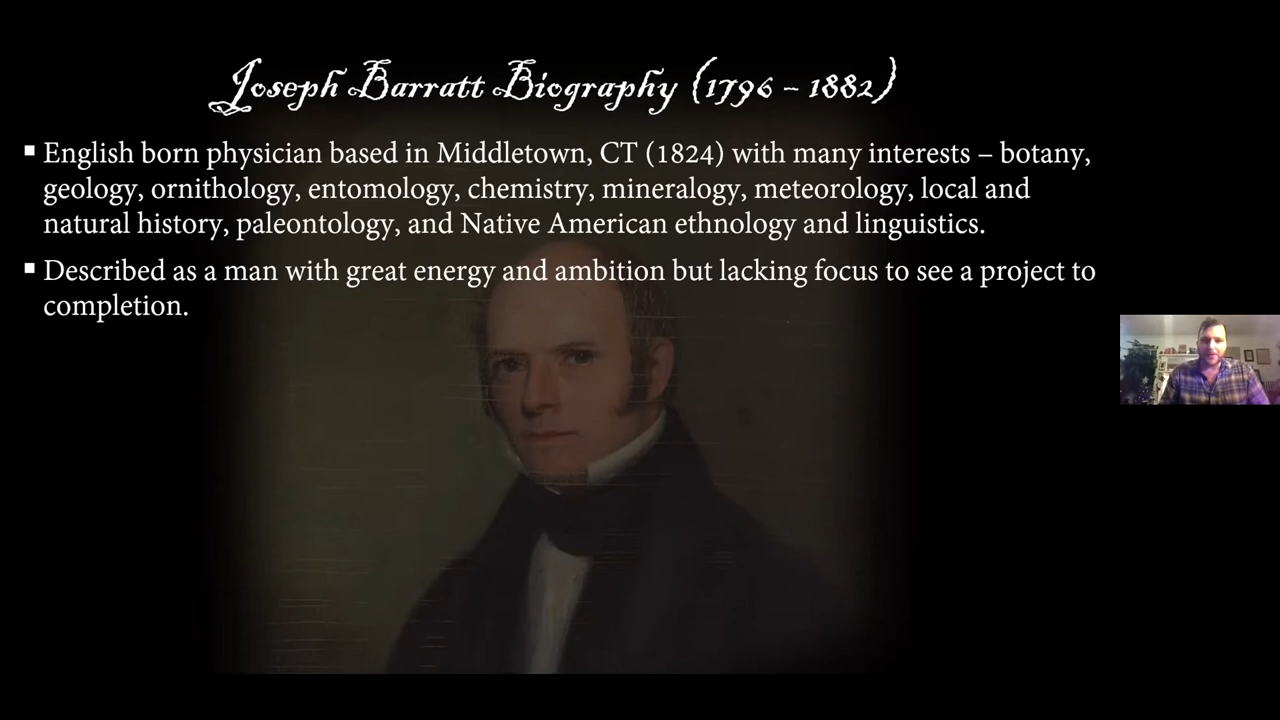 Joseph Barratt Biography (1796 – 1882)
▪ English born physician based in Middletown, CT (1824) with many interests – botany,
geology, ornithology, entomology, chemistry, mineralogy, meteorology, local and
natural history, paleontology, and Native American ethnology and linguistics.
▪ Described as a man with great energy and ambition but lacking focus to see a project to
completion.